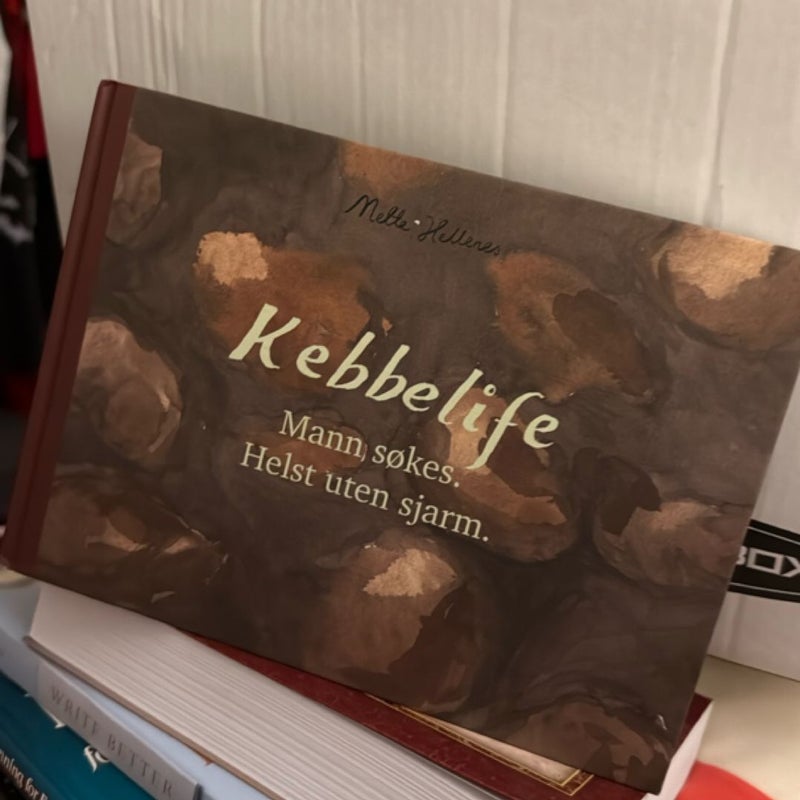 Mette Hellenes
Kebbelife
Mann søkes.
Helst uten sjarm.
BOX
WRITE BETTER